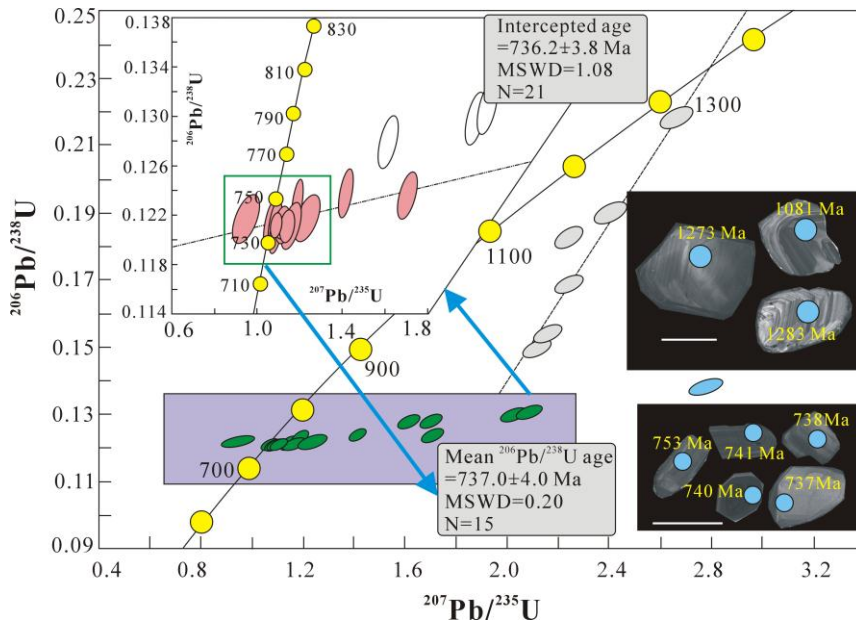 0.25
0.23
0.21
0.19
0.17
0.15
0.13
0.11
0.09
²⁰⁶Pb/²³⁸U
0.4
0.8
1.2
1.6
2.0
2.4
2.8
3.2
²⁰⁷Pb/²³⁵U
700
900
1100
1300
0.138
0.134
0.130
0.126
0.122
0.118
0.114
²⁰⁶Pb/²³⁸U
0.6
1.0
1.4
1.8
²⁰⁷Pb/²³⁵U
830
810
790
770
750
730
710
Intercepted age
=736.2±3.8 Ma
MSWD=1.08
N=21
Mean ²⁰⁶Pb/²³⁸U age
=737.0±4.0 Ma
MSWD=0.20
N=15
1273 Ma
1081 Ma
1283 Ma
753 Ma
741 Ma
738 Ma
740 Ma
737Ma